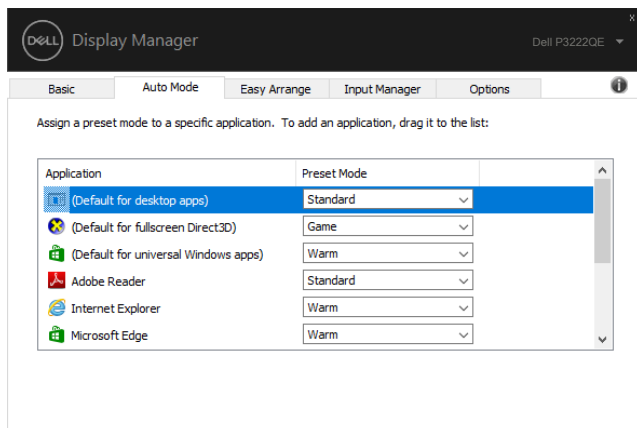 DELL Display Manager
Dell P3222QE
x
Basic Auto Mode Easy Arrange Input Manager Options
Assign a preset mode to a specific application. To add an application, drag it to the list:
Application Preset Mode
(Default for desktop apps) Standard
(Default for fullscreen Direct3D) Game
(Default for universal Windows apps) Warm
Adobe Reader Standard
Internet Explorer Warm
Microsoft Edge Warm